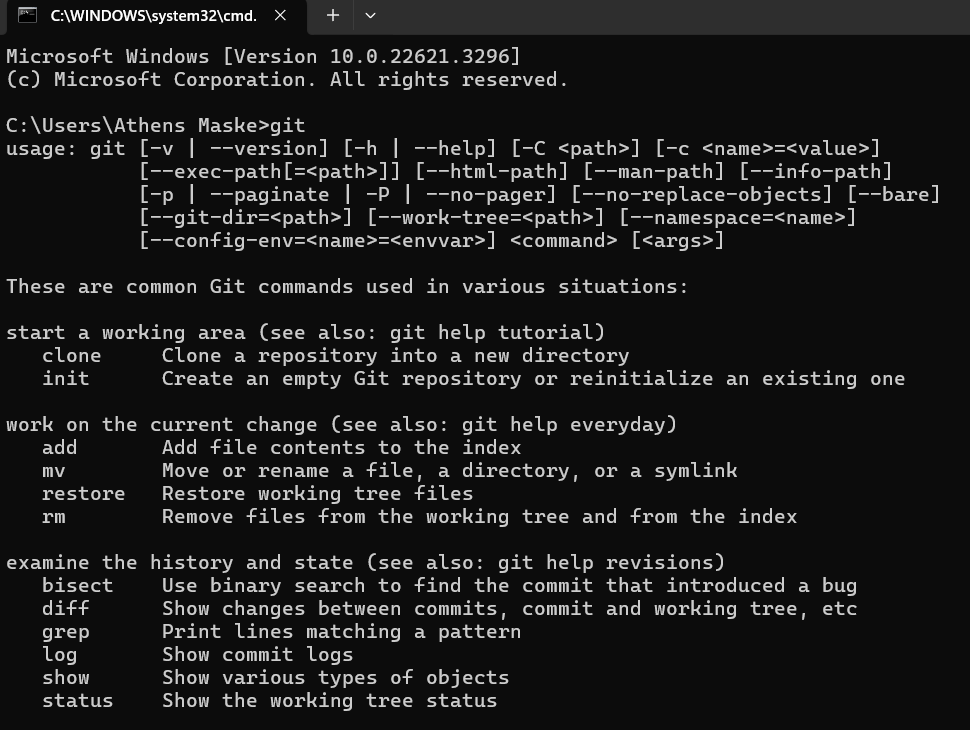 C:\WINDOWS\system32\cmd.
Microsoft Windows [Version 10.0.22621.3296]
(c) Microsoft Corporation. All rights reserved.
C:\Users\Athens Maske>git
usage: git [-v | --version] [-h | --help] [-C <path>] [-c <name>=<value>]
[--exec-path[=<path>]] [--html-path] [--man-path] [--info-path]
[-p | --paginate | -P | --no-pager] [--no-replace-objects] [--bare]
[--git-dir=<path>] [--work-tree=<path>] [--namespace=<name>]
[--config-env=<name>=<envvar>] <command> [<args>]
These are common Git commands used in various situations:
start a working area (see also: git help tutorial)
clone     Clone a repository into a new directory
init      Create an empty Git repository or reinitialize an existing one
work on the current change (see also: git help everyday)
add       Add file contents to the index
mv        Move or rename a file, a directory, or a symlink
restore   Restore working tree files
rm        Remove files from the working tree and from the index
examine the history and state (see also: git help revisions)
bisect    Use binary search to find the commit that introduced a bug
diff      Show changes between commits, commit and working tree, etc
grep      Print lines matching a pattern
log       Show commit logs
show      Show various types of objects
status    Show the working tree status